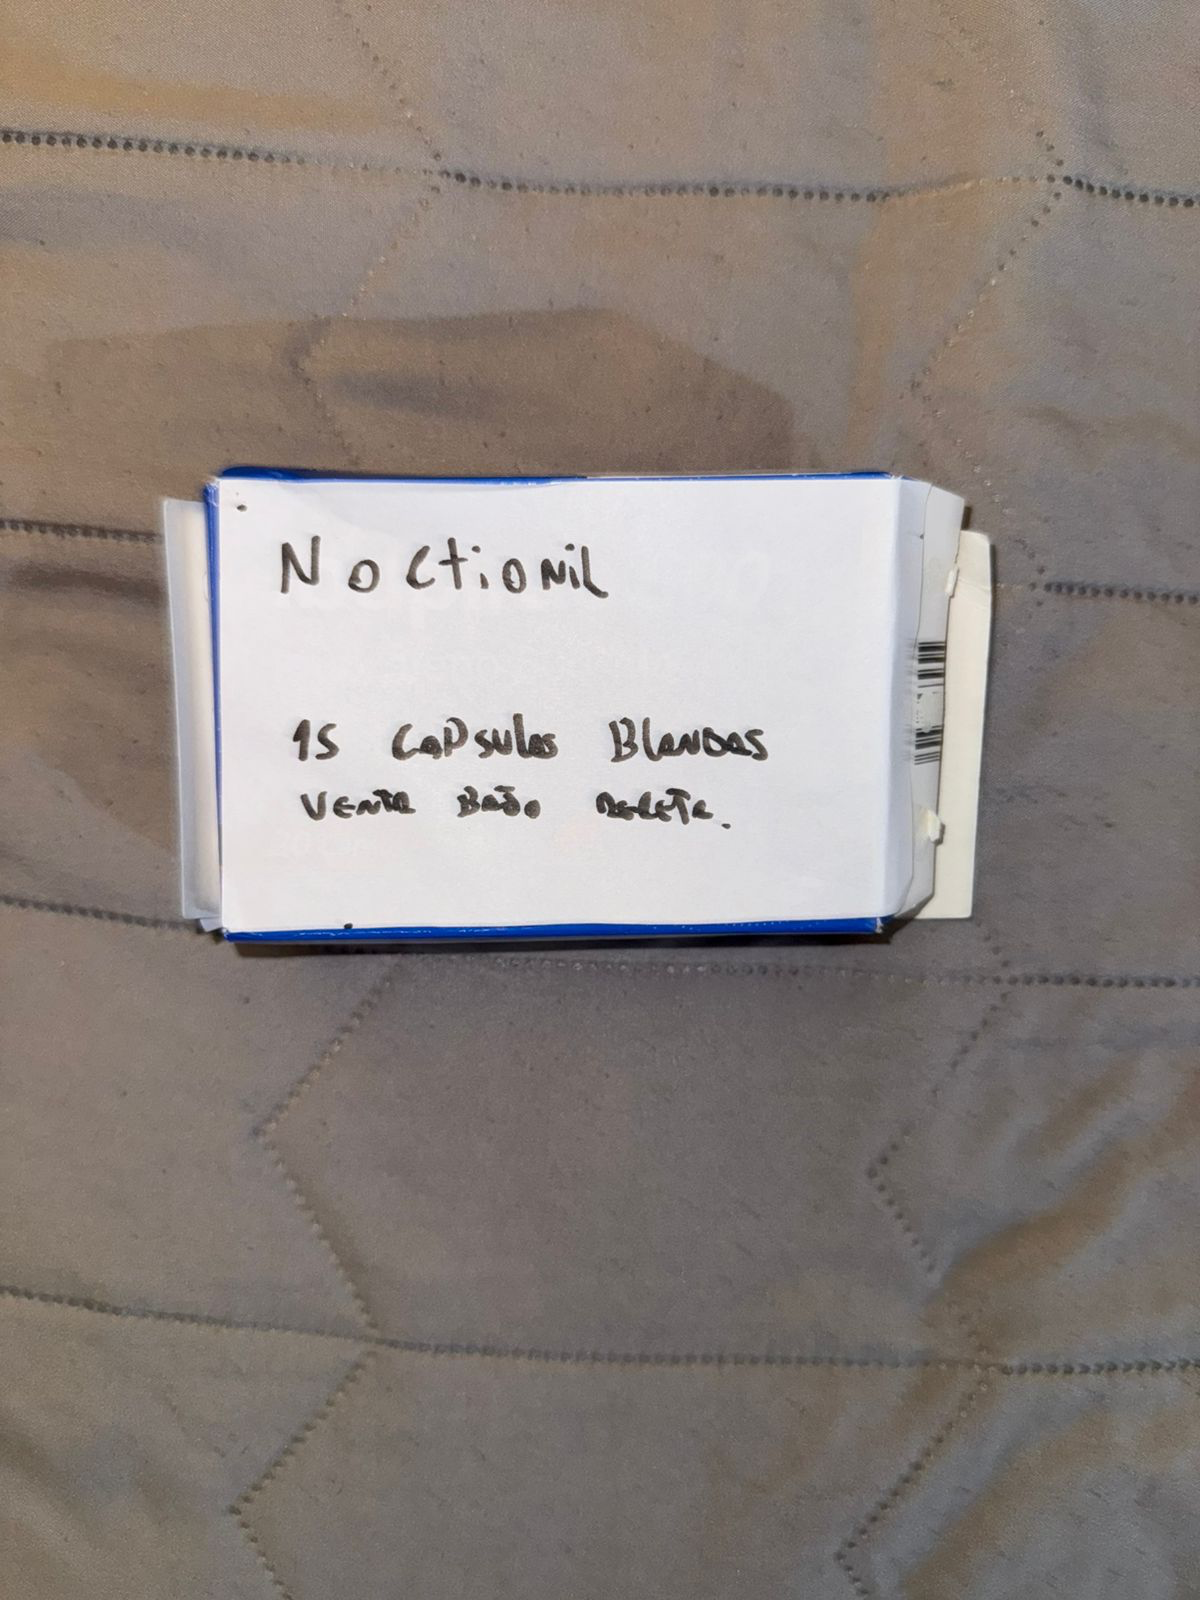 Noctionil
15 Capsulas Blandas
Venta Bajo Receta.